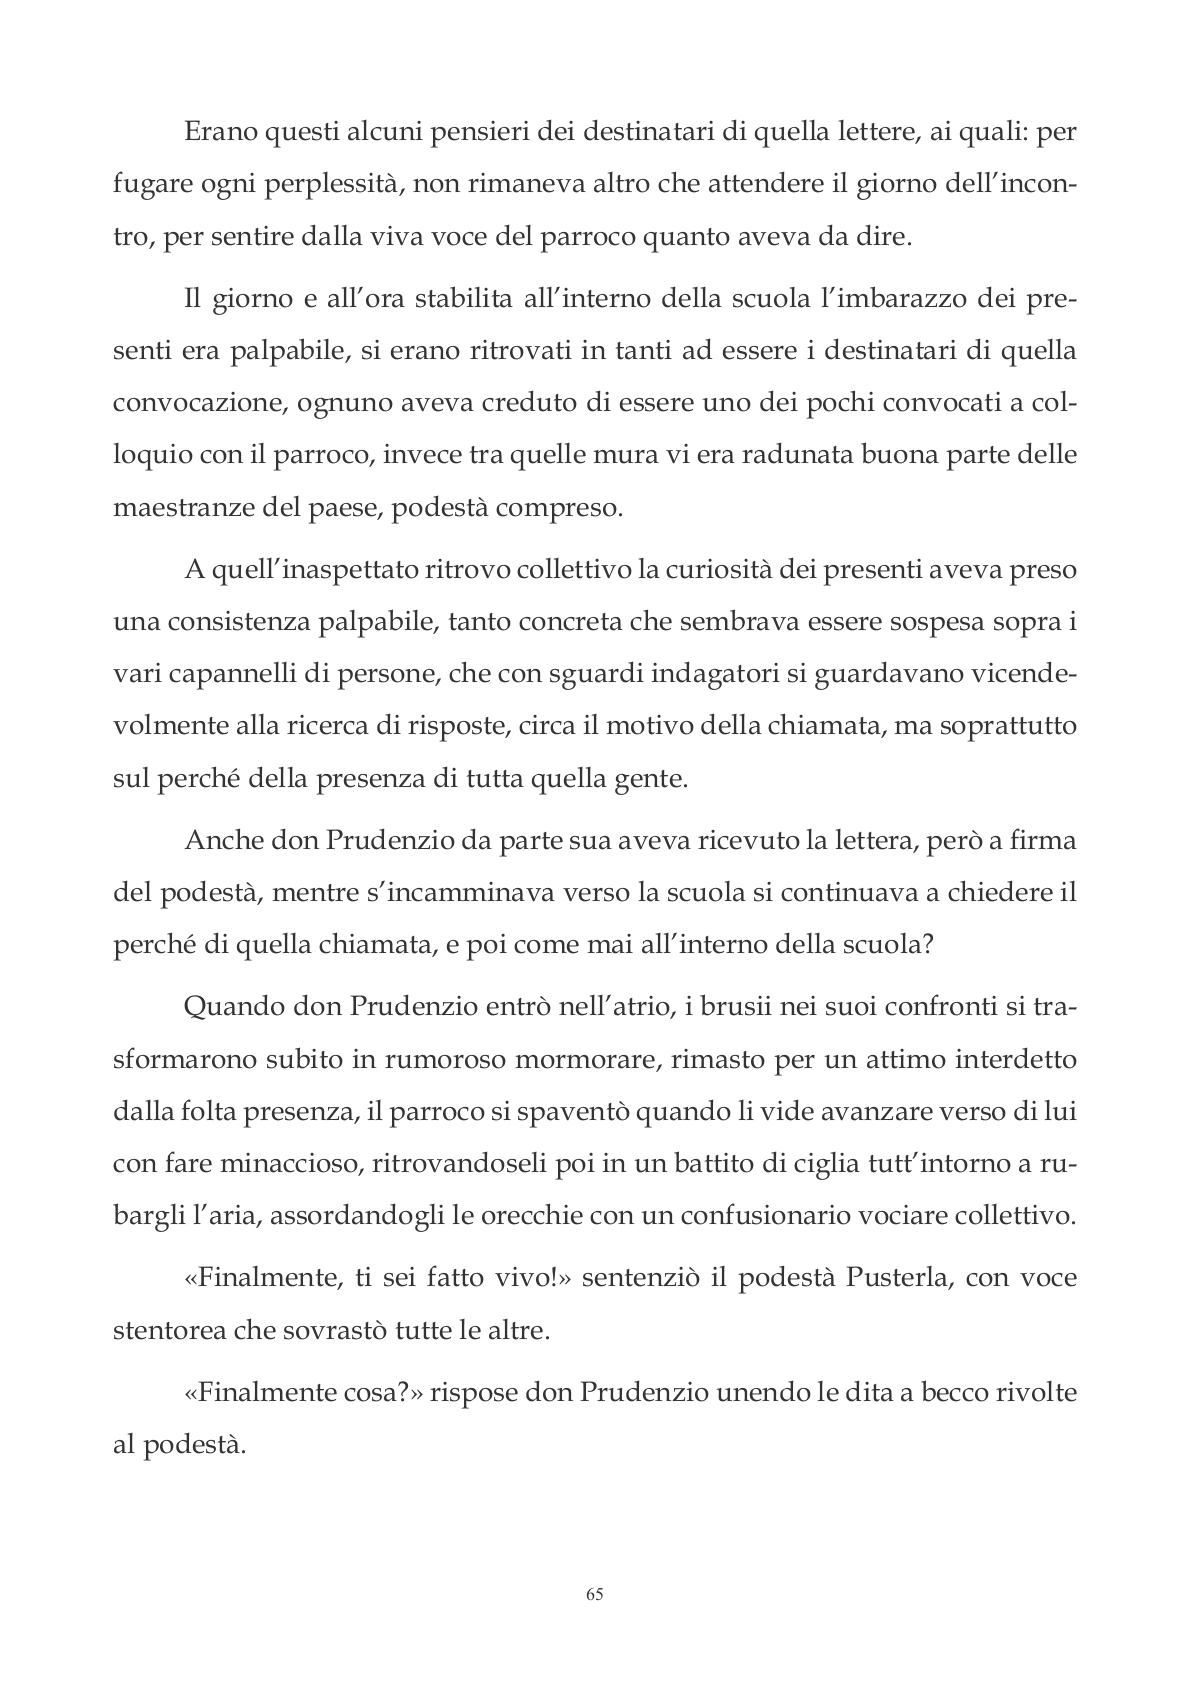 Erano questi alcuni pensieri dei destinatari di quella lettere, ai quali: per
fugare ogni perplessità, non rimaneva altro che attendere il giorno dell’incon-
tro, per sentire dalla viva voce del parroco quanto aveva da dire.
Il giorno e all’ora stabilita all’interno della scuola l’imbarazzo dei pre-
senti era palpabile, si erano ritrovati in tanti ad essere i destinatari di quella
convocazione, ognuno aveva creduto di essere uno dei pochi convocati a col-
loquio con il parroco, invece tra quelle mura vi era radunata buona parte delle
maestranze del paese, podestà compreso.
A quell’inaspettato ritrovo collettivo la curiosità dei presenti aveva preso
una consistenza palpabile, tanto concreta che sembrava essere sospesa sopra i
vari capannelli di persone, che con sguardi indagatori si guardavano vicende-
volmente alla ricerca di risposte, circa il motivo della chiamata, ma soprattutto
sul perché della presenza di tutta quella gente.
Anche don Prudenzio da parte sua aveva ricevuto la lettera, però a firma
del podestà, mentre s’incamminava verso la scuola si continuava a chiedere il
perché di quella chiamata, e poi come mai all’interno della scuola?
Quando don Prudenzio entrò nell’atrio, i brusii nei suoi confronti si tra-
sformarono subito in rumoroso mormorare, rimasto per un attimo interdetto
dalla folta presenza, il parroco si spaventò quando li vide avanzare verso di lui
con fare minaccioso, ritrovandoseli poi in un battito di ciglia tutt’intorno a ru-
bargli l’aria, assordandogli le orecchie con un confusionario vociare collettivo.
«Finalmente, ti sei fatto vivo!» sentenziò il podestà Pusterla, con voce
stentorea che sovrastò tutte le altre.
«Finalmente cosa?» rispose don Prudenzio unendo le dita a becco rivolte
al podestà.
65